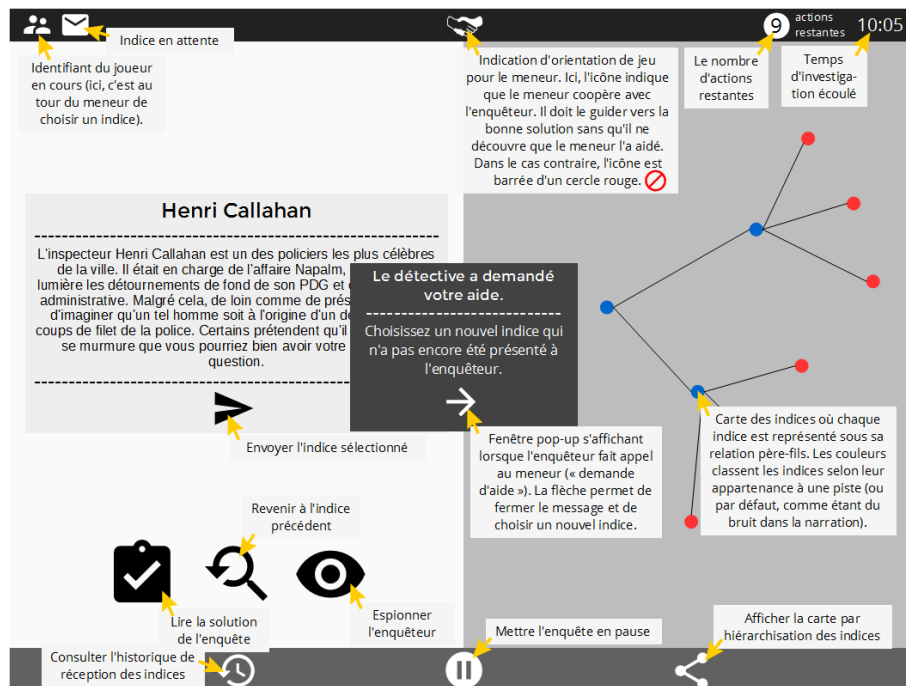 9
actions
restantes
10:05
Indice en attente
Identifiant du joueur
en cours (ici, c'est au
tour du meneur de
choisir un indice).
Indication d'orientation de jeu
pour le meneur. Ici, l'icône indique
que le meneur coopère avec
l'enquêteur. Il doit le guider vers la
bonne solution sans qu'il ne
découvre que le meneur l'a aidé.
Dans le cas contraire, l'icône est
barrée d'un cercle rouge.
Le nombre
d'actions
restantes
Temps
d'investiga-
tion écoulé
Henri Callahan
L'inspecteur Henri Callahan est un des policiers les plus célèbres
de la ville. Il était en charge de l'affaire Napalm,
lumière les détournements de fond de son PDG et
administrative. Malgré cela, de loin comme de
d'imaginer qu'un tel homme soit à l'origine d'un
coups de filet de la police. Certains prétendent qu'il
se murmure que vous pourriez bien avoir votre
question.
Le détective a demandé
votre aide.
Choisissez un nouvel indice qui
n'a pas encore été présenté à
l'enquêteur.
Envoyer l'indice sélectionné
Fenêtre pop-up s'affichant
lorsque l'enquêteur fait appel
au meneur (« demande
d'aide »). La flèche permet de
fermer le message et de
choisir un nouvel indice.
Carte des indices où chaque
indice est représenté sous sa
relation père-fils. Les couleurs
classent les indices selon leur
appartenance à une piste (ou
par défaut, comme étant du
bruit dans la narration).
Revenir à l'indice
précédent
Lire la solution
de l'enquête
Espionner
l'enquêteur
Consulter l'historique de
réception des indices
Mettre l'enquête en pause
Afficher la carte par
hiérarchisation des indices